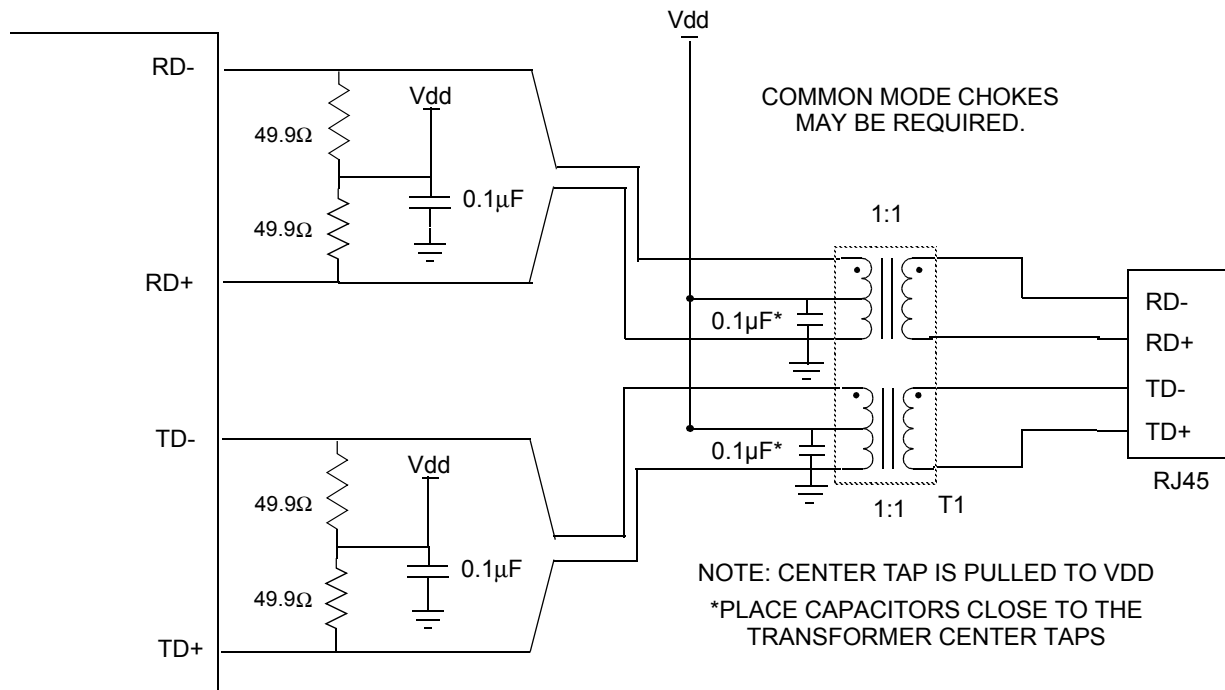 Vdd
RD-
Vdd
COMMON MODE CHOKES
MAY BE REQUIRED.
49.9Ω
0.1µF
49.9Ω
1:1
RD+
0.1µF*
RD-
RD+
TD-
TD+
TD-
0.1µF*
RJ45
Vdd
1:1
T1
49.9Ω
0.1µF
49.9Ω
NOTE: CENTER TAP IS PULLED TO VDD
*PLACE CAPACITORS CLOSE TO THE
TRANSFORMER CENTER TAPS
TD+